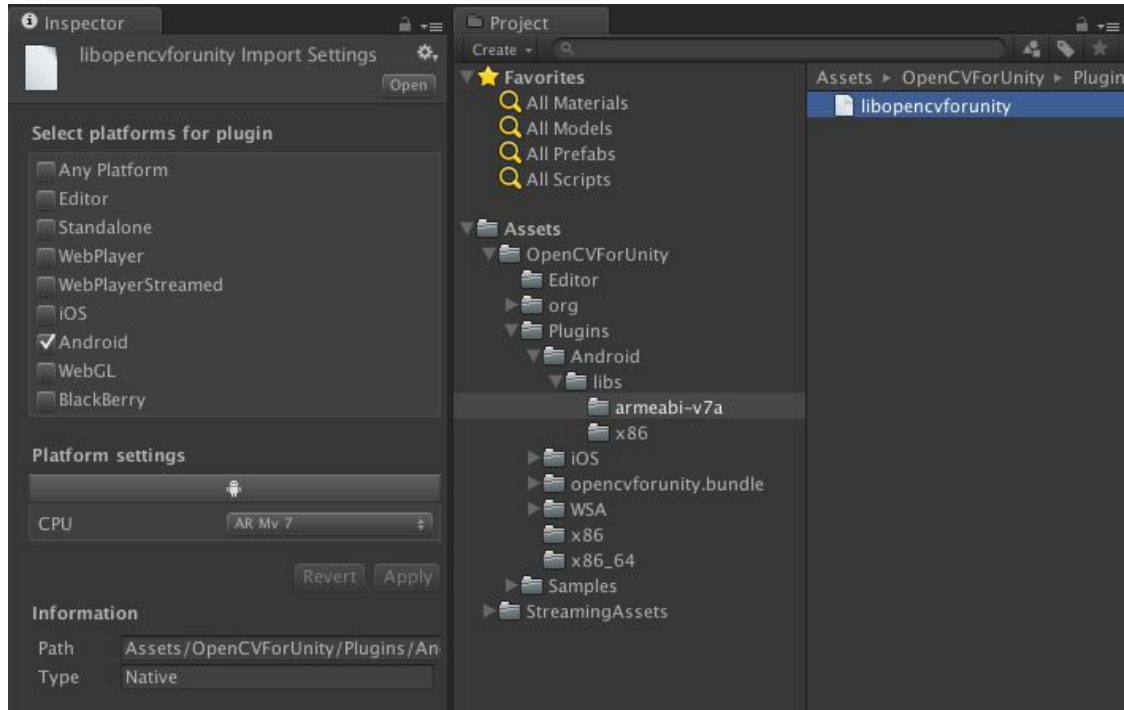 Inspector
libopencvforunity Import Settings
Open
Select platforms for plugin
Any Platform
Editor
Standalone
WebPlayer
WebPlayerStreamed
iOS
Android
WebGL
BlackBerry
Platform settings
CPU AR Mv 7
Revert Apply
Information
Path Assets/OpenCVForUnity/Plugins/An
Type Native
Project
Create
Favorites
All Materials
All Models
All Prefabs
All Scripts
Assets
OpenCVForUnity
Editor
org
Plugins
Android
libs
armeabi-v7a
x86
iOS
opencvforunity.bundle
WSA
x86
x86_64
Samples
StreamingAssets
Assets ▸ OpenCVForUnity ▸ Plugin
libopencvforunity